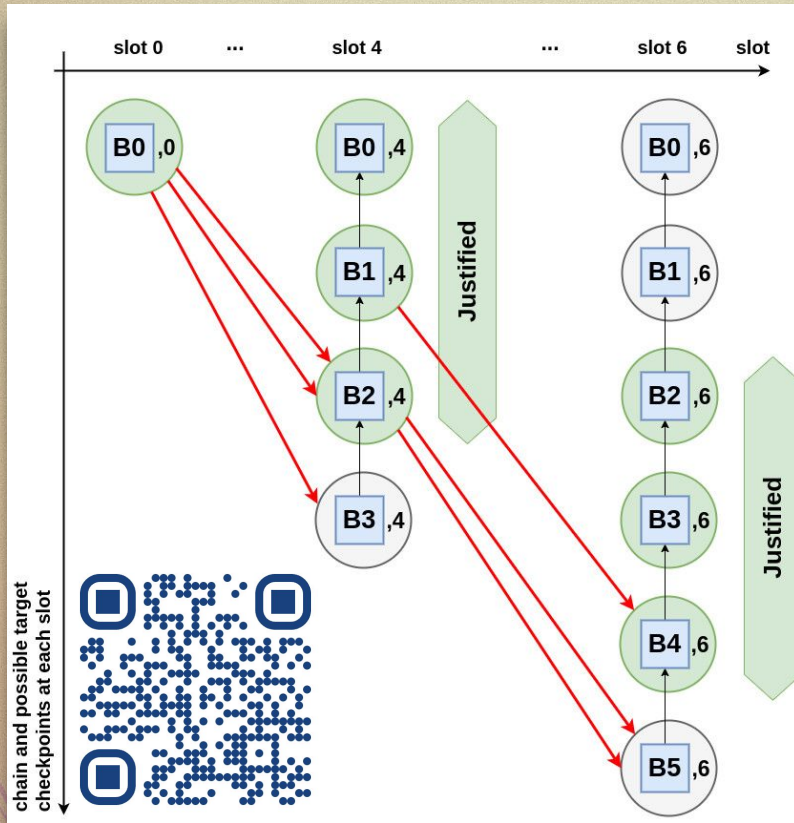 slot 0 ... slot 4 ... slot 6 slot
B0 ,0 B0 ,4 B0 ,6
B1 ,4 B1 ,6
Justified
B2 ,4 B2 ,6
B3 ,4 B3 ,6
Justified
B4 ,6
B5 ,6
chain and possible target
checkpoints at each slot